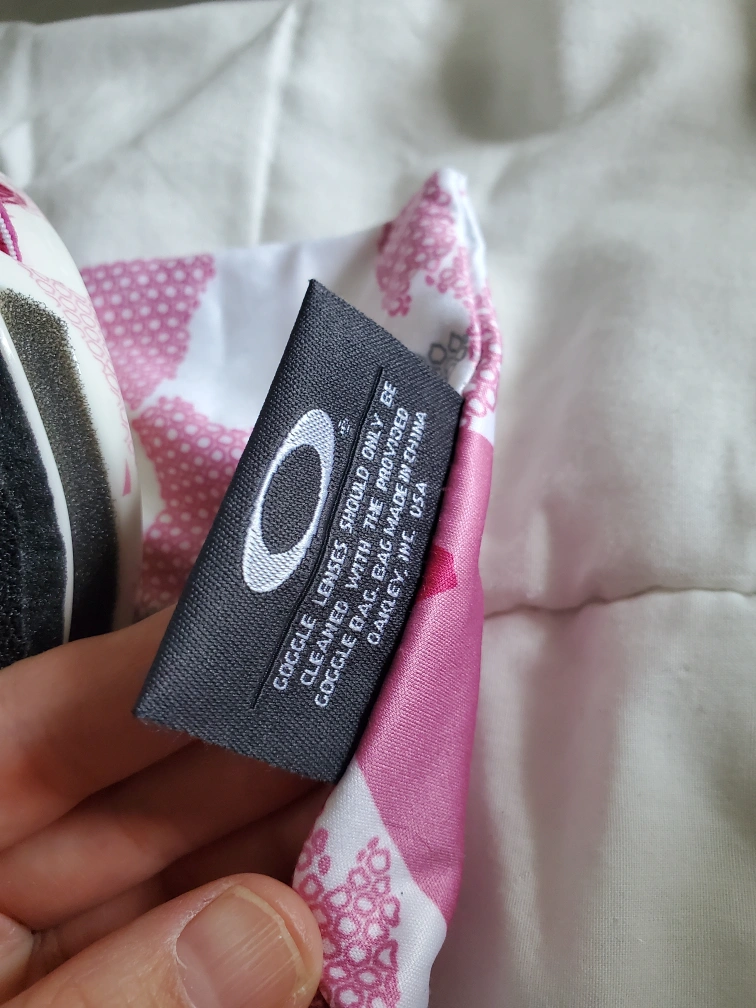 GOGGLE LENSES SHOULD ONLY BE
CLEANED WITH THE PROVIDED
GOGGLE BAG. BAG MADE IN CHINA
OAKLEY, INC. USA